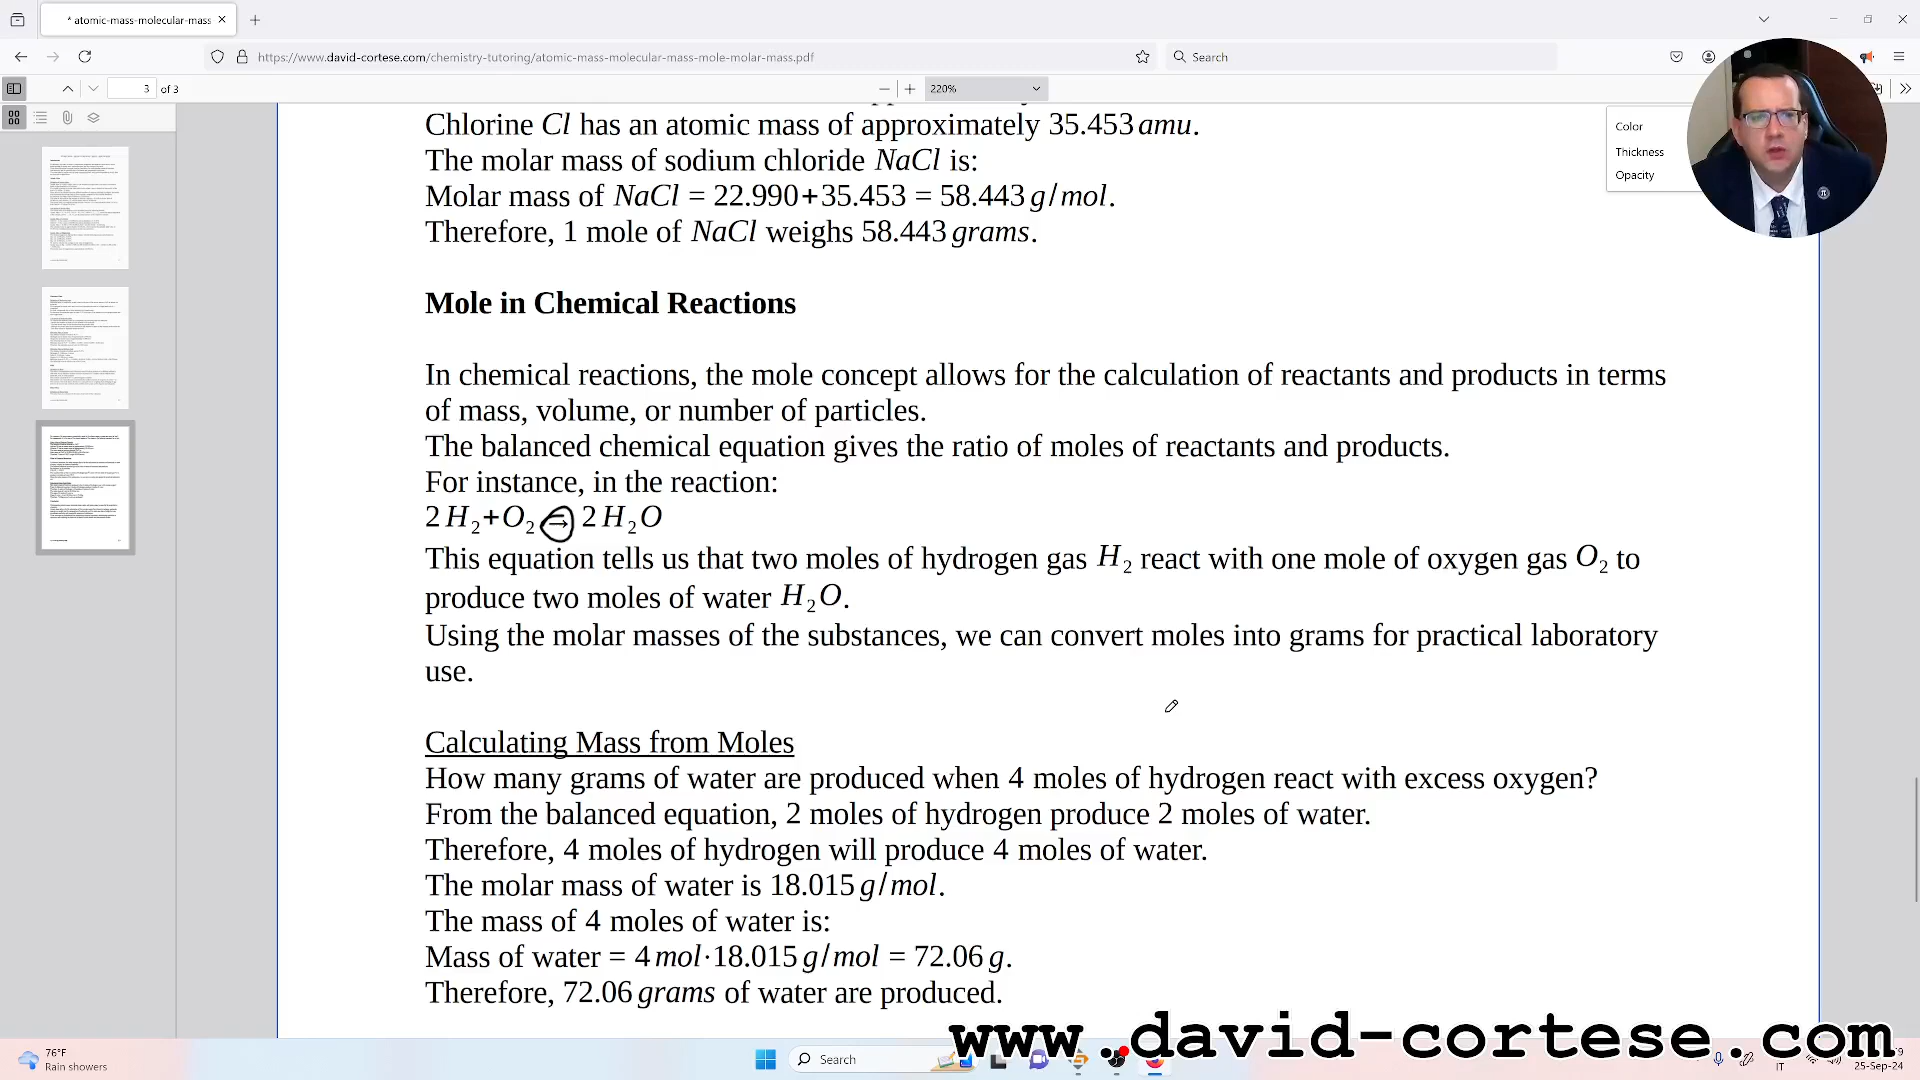 * atomic-mass-molecular-mass
https://www.david-cortese.com/chemistry-tutoring/atomic-mass-molecular-mass-mole-molar-mass.pdf
Search
3 of 3
220%
Color
Thickness
Opacity
Chlorine Cl has an atomic mass of approximately 35.453 amu.
The molar mass of sodium chloride NaCl is:
Molar mass of NaCl = 22.990+35.453 = 58.443 g/mol.
Therefore, 1 mole of NaCl weighs 58.443 grams.
Mole in Chemical Reactions
In chemical reactions, the mole concept allows for the calculation of reactants and products in terms
of mass, volume, or number of particles.
The balanced chemical equation gives the ratio of moles of reactants and products.
For instance, in the reaction:
2 H₂+O₂ → 2 H₂O
This equation tells us that two moles of hydrogen gas H₂ react with one mole of oxygen gas O₂ to
produce two moles of water H₂O.
Using the molar masses of the substances, we can convert moles into grams for practical laboratory
use.
Calculating Mass from Moles
How many grams of water are produced when 4 moles of hydrogen react with excess oxygen?
From the balanced equation, 2 moles of hydrogen produce 2 moles of water.
Therefore, 4 moles of hydrogen will produce 4 moles of water.
The molar mass of water is 18.015 g/mol.
The mass of 4 moles of water is:
Mass of water = 4 mol·18.015 g/mol = 72.06 g.
Therefore, 72.06 grams of water are produced.
www.david-cortese.com
76°F
Rain showers
Search
IT
25-Sep-24